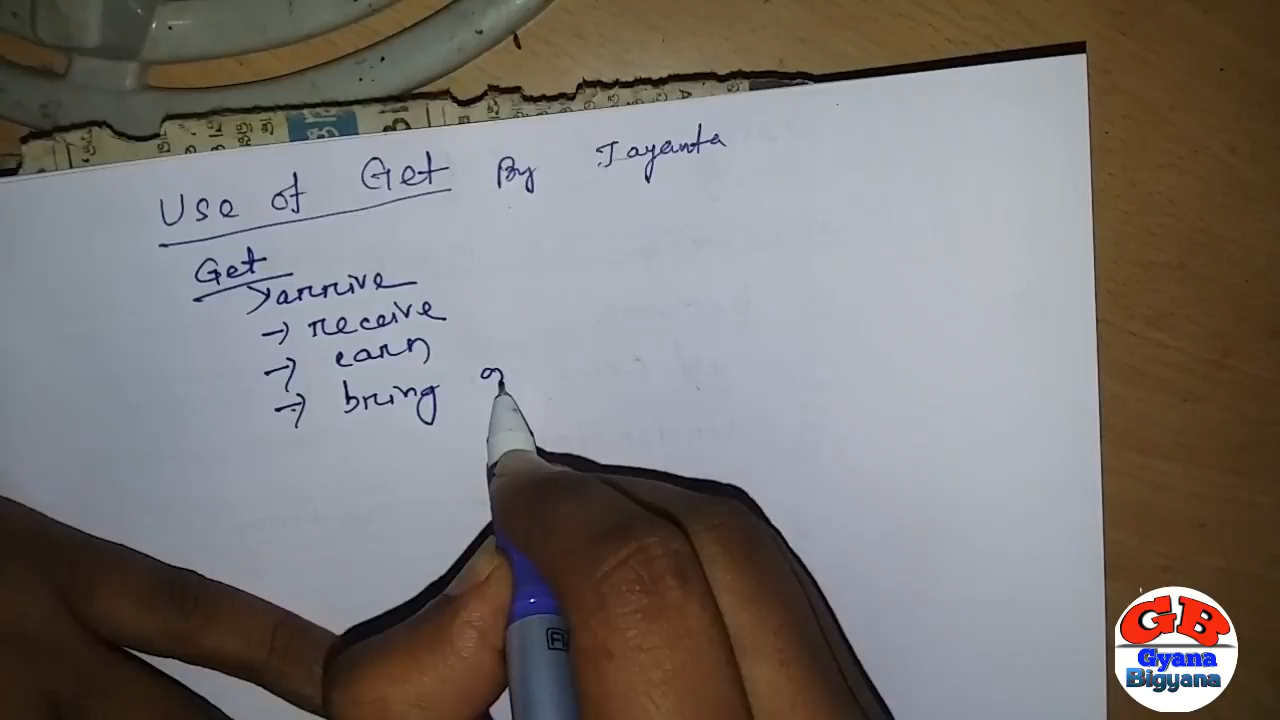 Use of Get By Jayanta
Get
→ arrive
→ receive
→ earn
→ bring
GB
Gyana
Bigyana